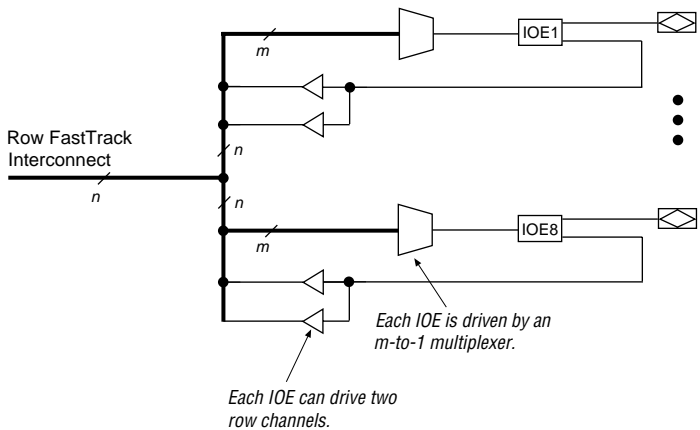 m
IOE1
Row FastTrack
Interconnect
n
n
n
m
IOE8
Each IOE is driven by an
m-to-1 multiplexer.
Each IOE can drive two
row channels.